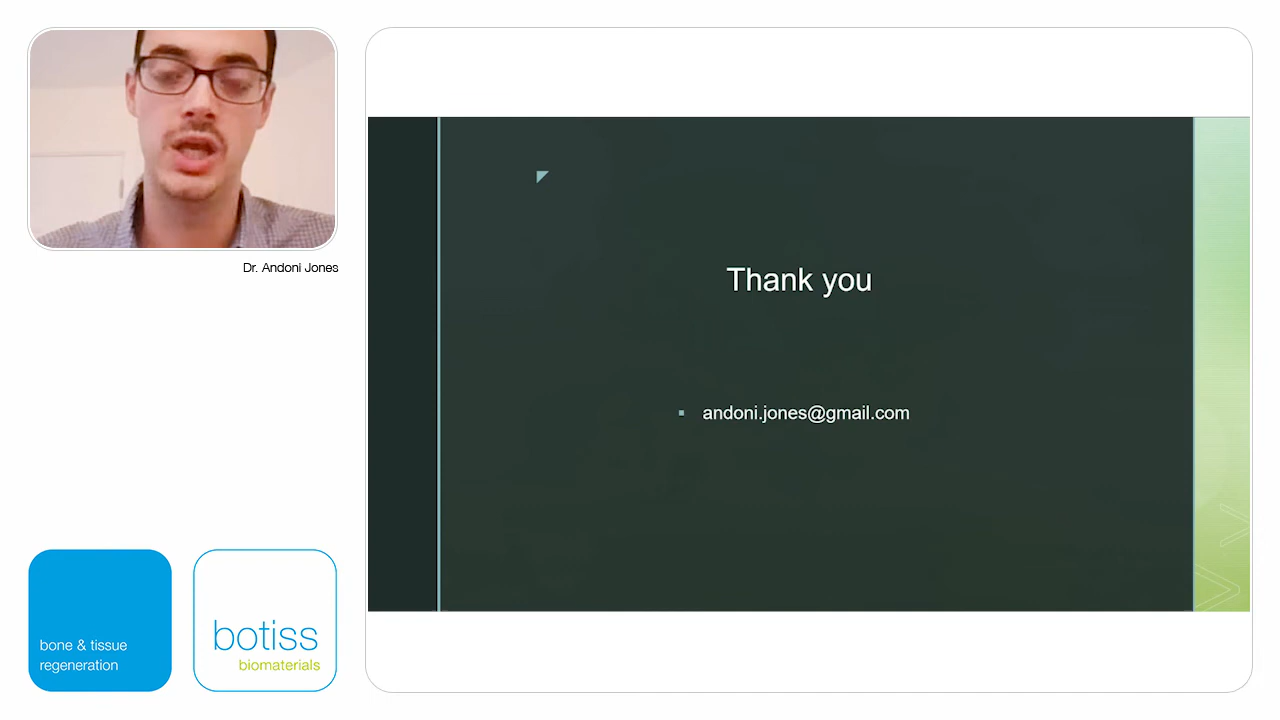 Dr. Andoni Jones
Thank you
andoni.jones@gmail.com
bone & tissue
regeneration
botiss
biomaterials